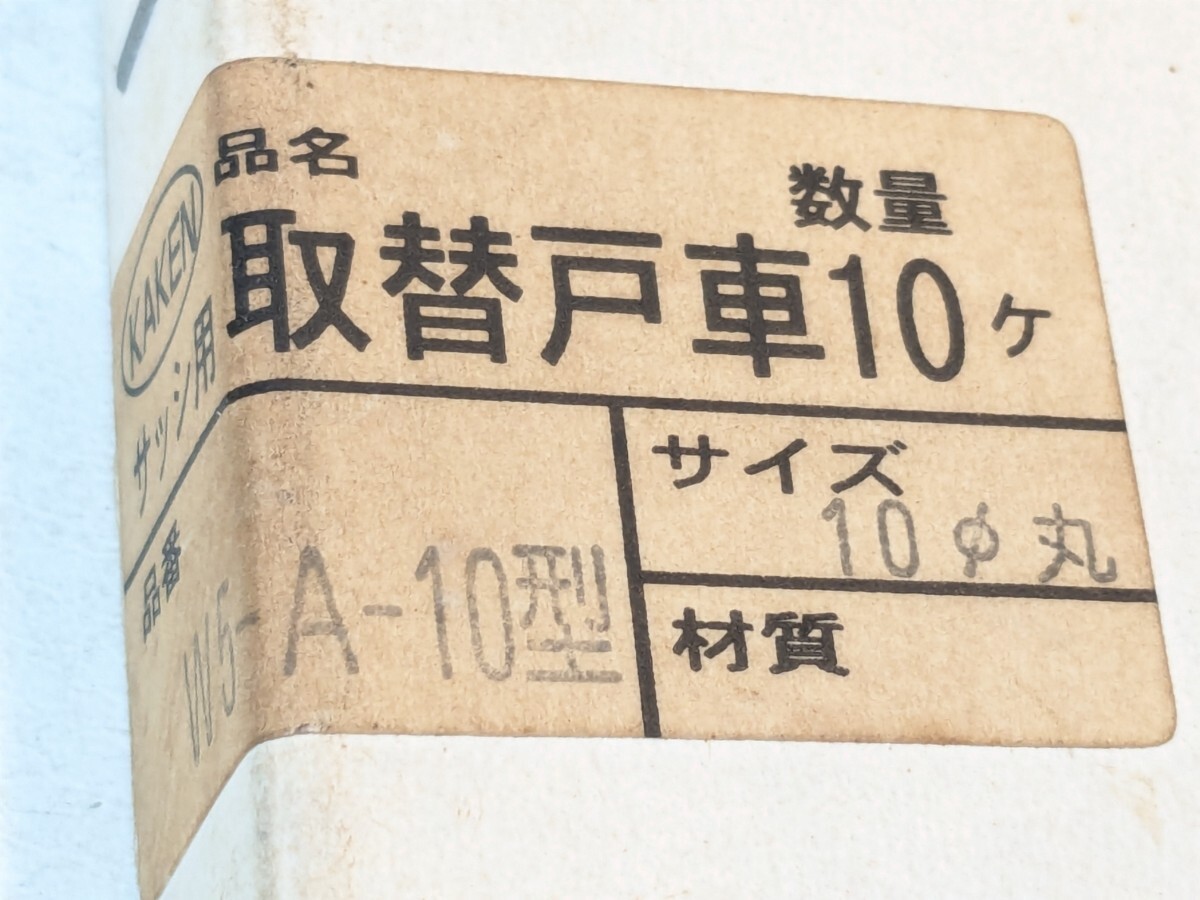 KAKEN
サッシ用
品名
取替戸車
数量
10ヶ
品番
W5-A-10型
サイズ
10φ丸
材質